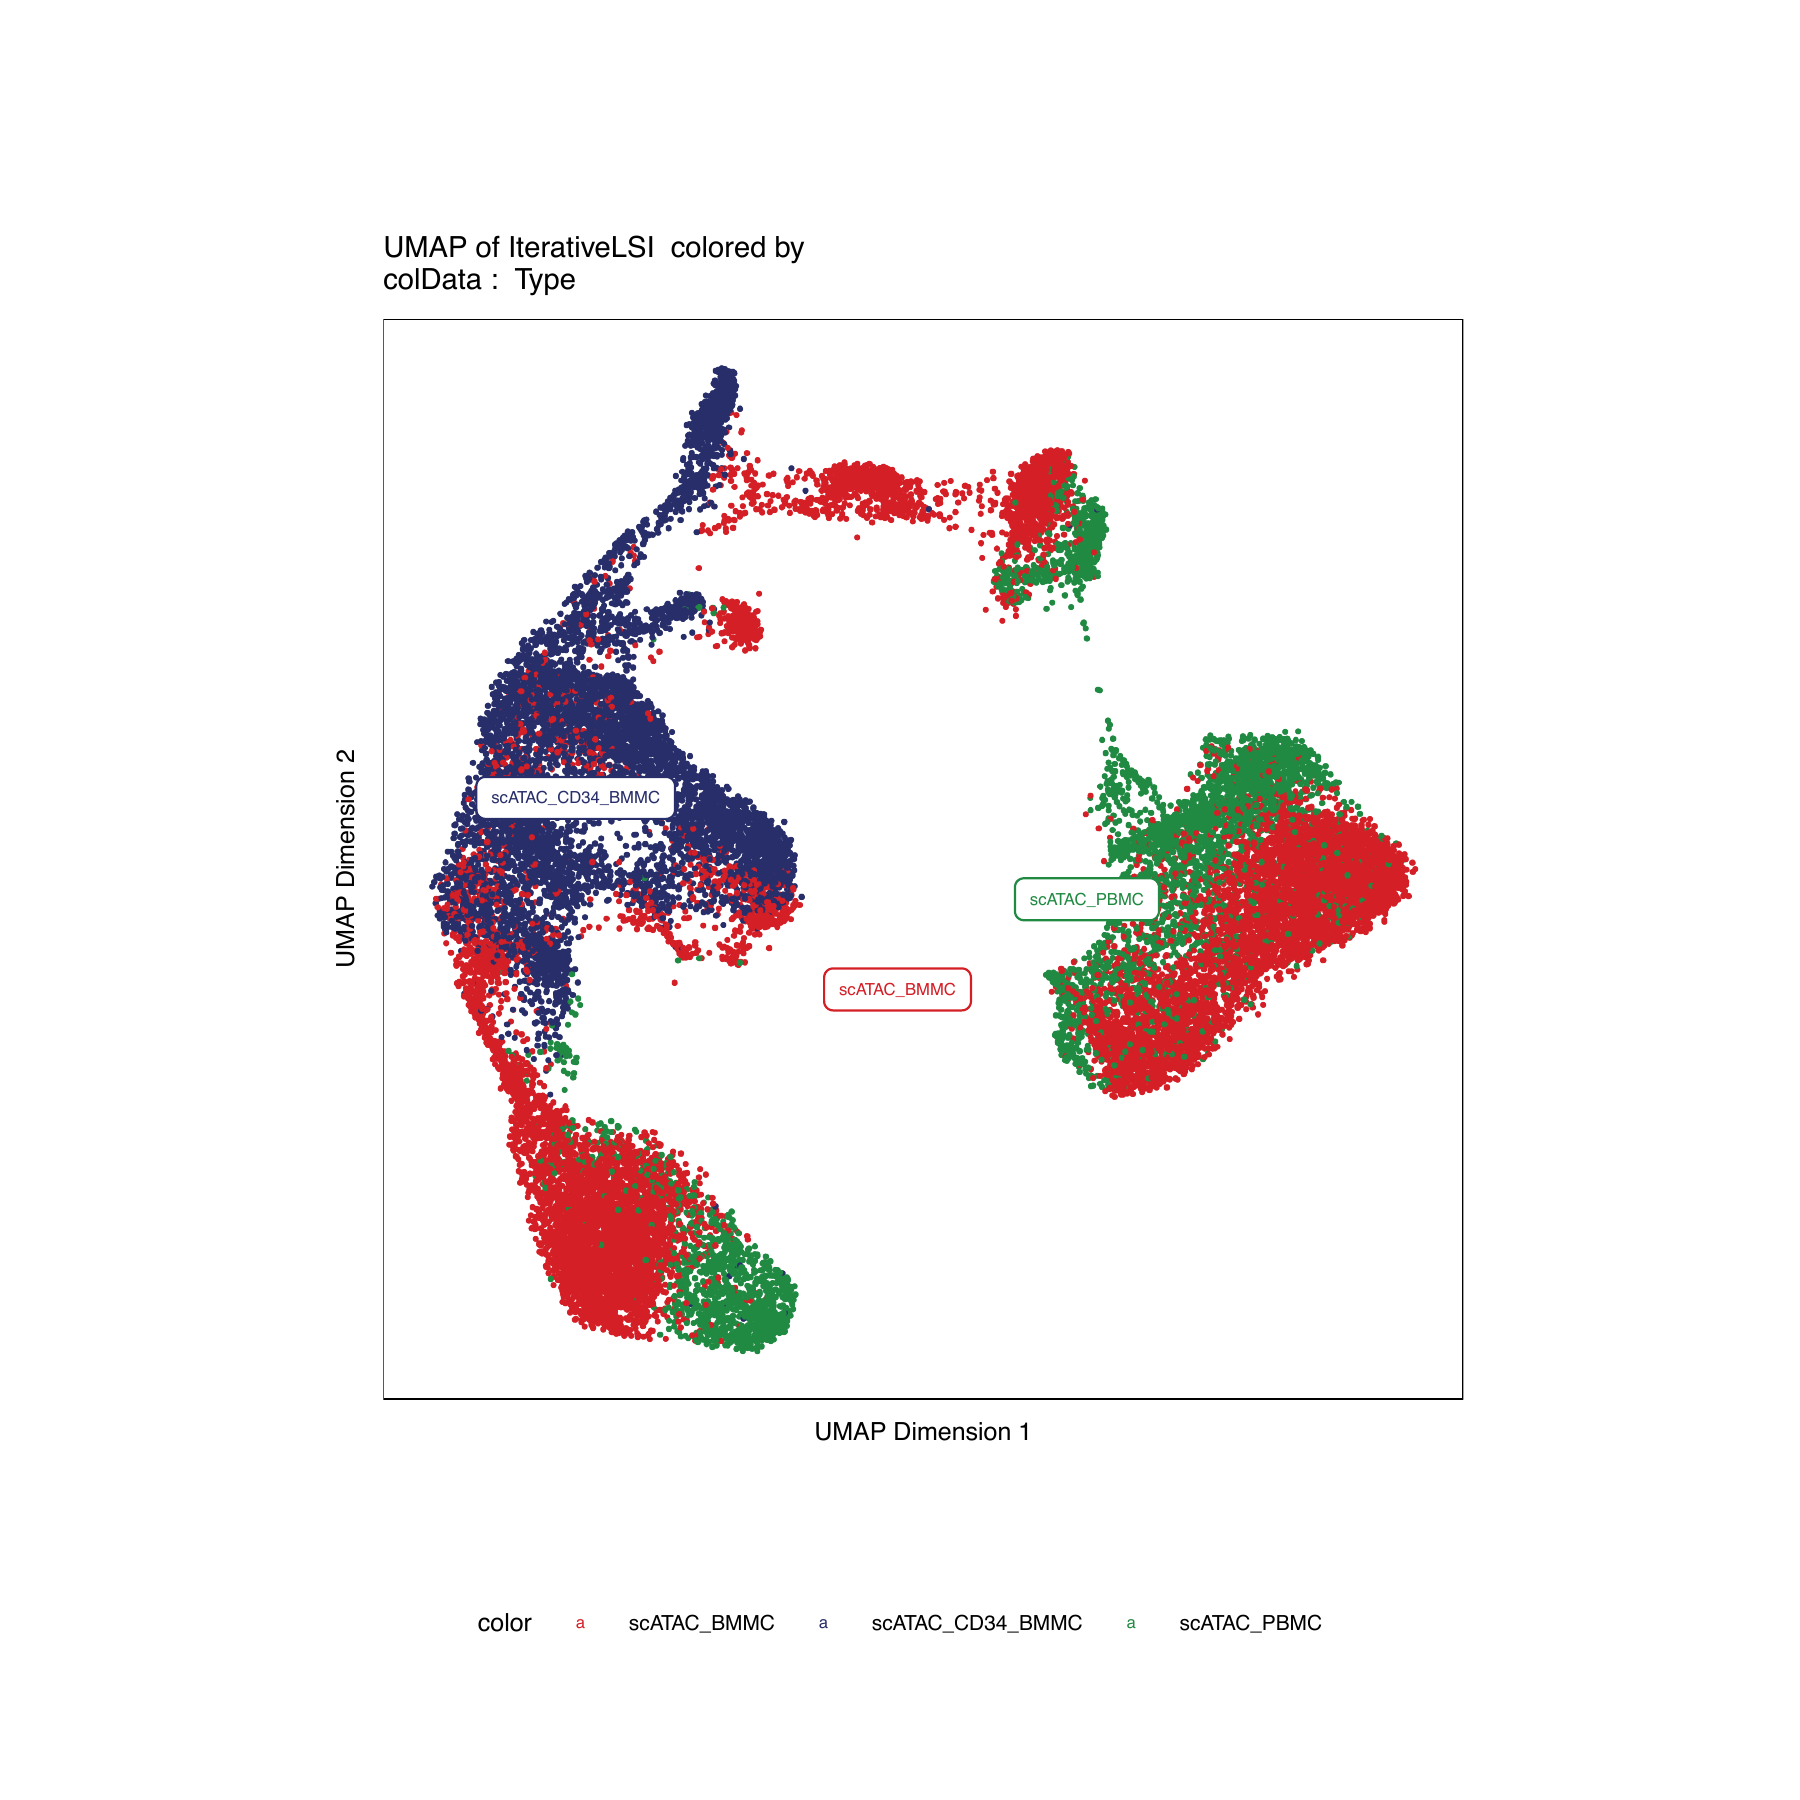 UMAP of IterativeLSI  colored by
colData :  Type
UMAP Dimension 2
scATAC_CD34_BMMC
scATAC_PBMC
scATAC_BMMC
UMAP Dimension 1
color a scATAC_BMMC a scATAC_CD34_BMMC a scATAC_PBMC